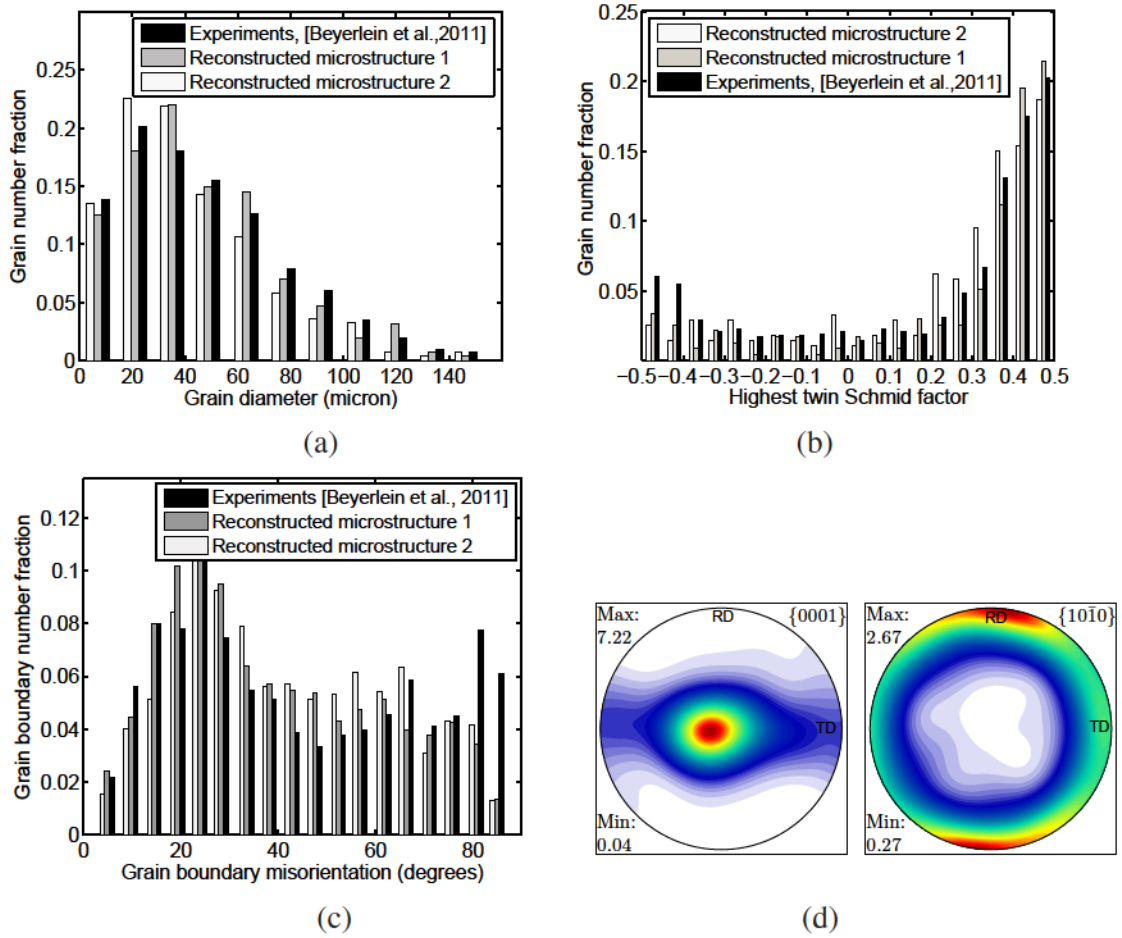 Experiments, [Beyerlein et al.,2011]
Reconstructed microstructure 1
Reconstructed microstructure 2
Grain number fraction
0.25
0.2
0.15
0.1
0.05
0
0 20 40 60 80 100 120 140
Grain diameter (micron)
(a)
Reconstructed microstructure 2
Reconstructed microstructure 1
Experiments, [Beyerlein et al.,2011]
Grain number fraction
0.25
0.20
0.15
0.1
0.05
−0.5 −0.4 −0.3 −0.2 −0.1 0 0.1 0.2 0.3 0.4 0.5
Highest twin Schmid factor
(b)
Experiments [Beyerlein et al., 2011]
Reconstructed microstructure 1
Reconstructed microstructure 2
Grain boundary number fraction
0.12
0.1
0.08
0.06
0.04
0.02
0
0 20 40 60 80
Grain boundary misorientation (degrees)
(c)
Max:
7.22
RD
{0001}
TD
Min:
0.04
Max:
2.67
RD
{101̄0}
TD
Min:
0.27
(d)